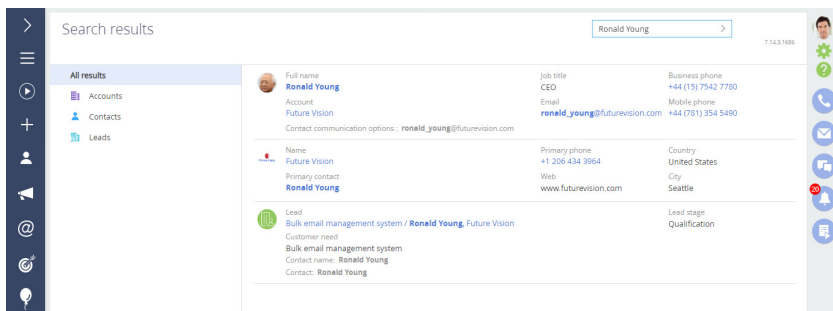 Search results
Ronald Young
7.14.3.1686
All results
Accounts
Contacts
Leads
Full name
Ronald Young
Job title
CEO
Business phone
+44 (15) 7542 7780
Account
Future Vision
Email
ronald_young@futurevision.com
Mobile phone
+44 (781) 354 5490
Contact communication options : ronald_young@futurevision.com
Name
Future Vision
Primary phone
+1 206 434 3964
Country
United States
Primary contact
Ronald Young
Web
www.futurevision.com
City
Seattle
Lead
Bulk email management system / Ronald Young, Future Vision
Lead stage
Qualification
Customer need
Bulk email management system
Contact name: Ronald Young
Contact: Ronald Young
20